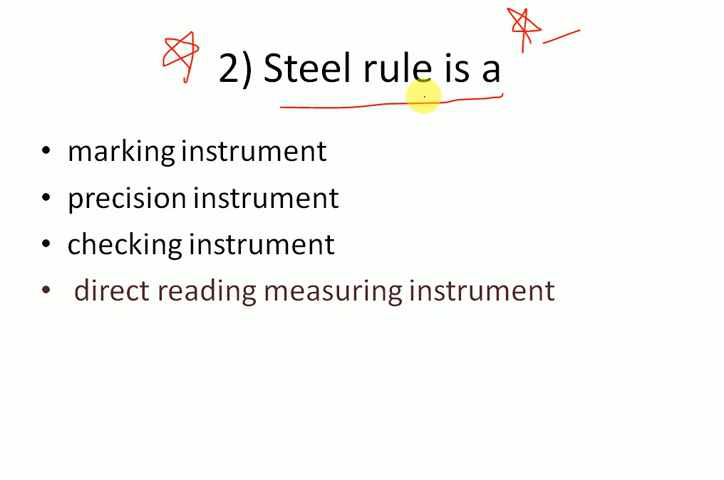 2) Steel rule is a
• marking instrument
• precision instrument
• checking instrument
• direct reading measuring instrument